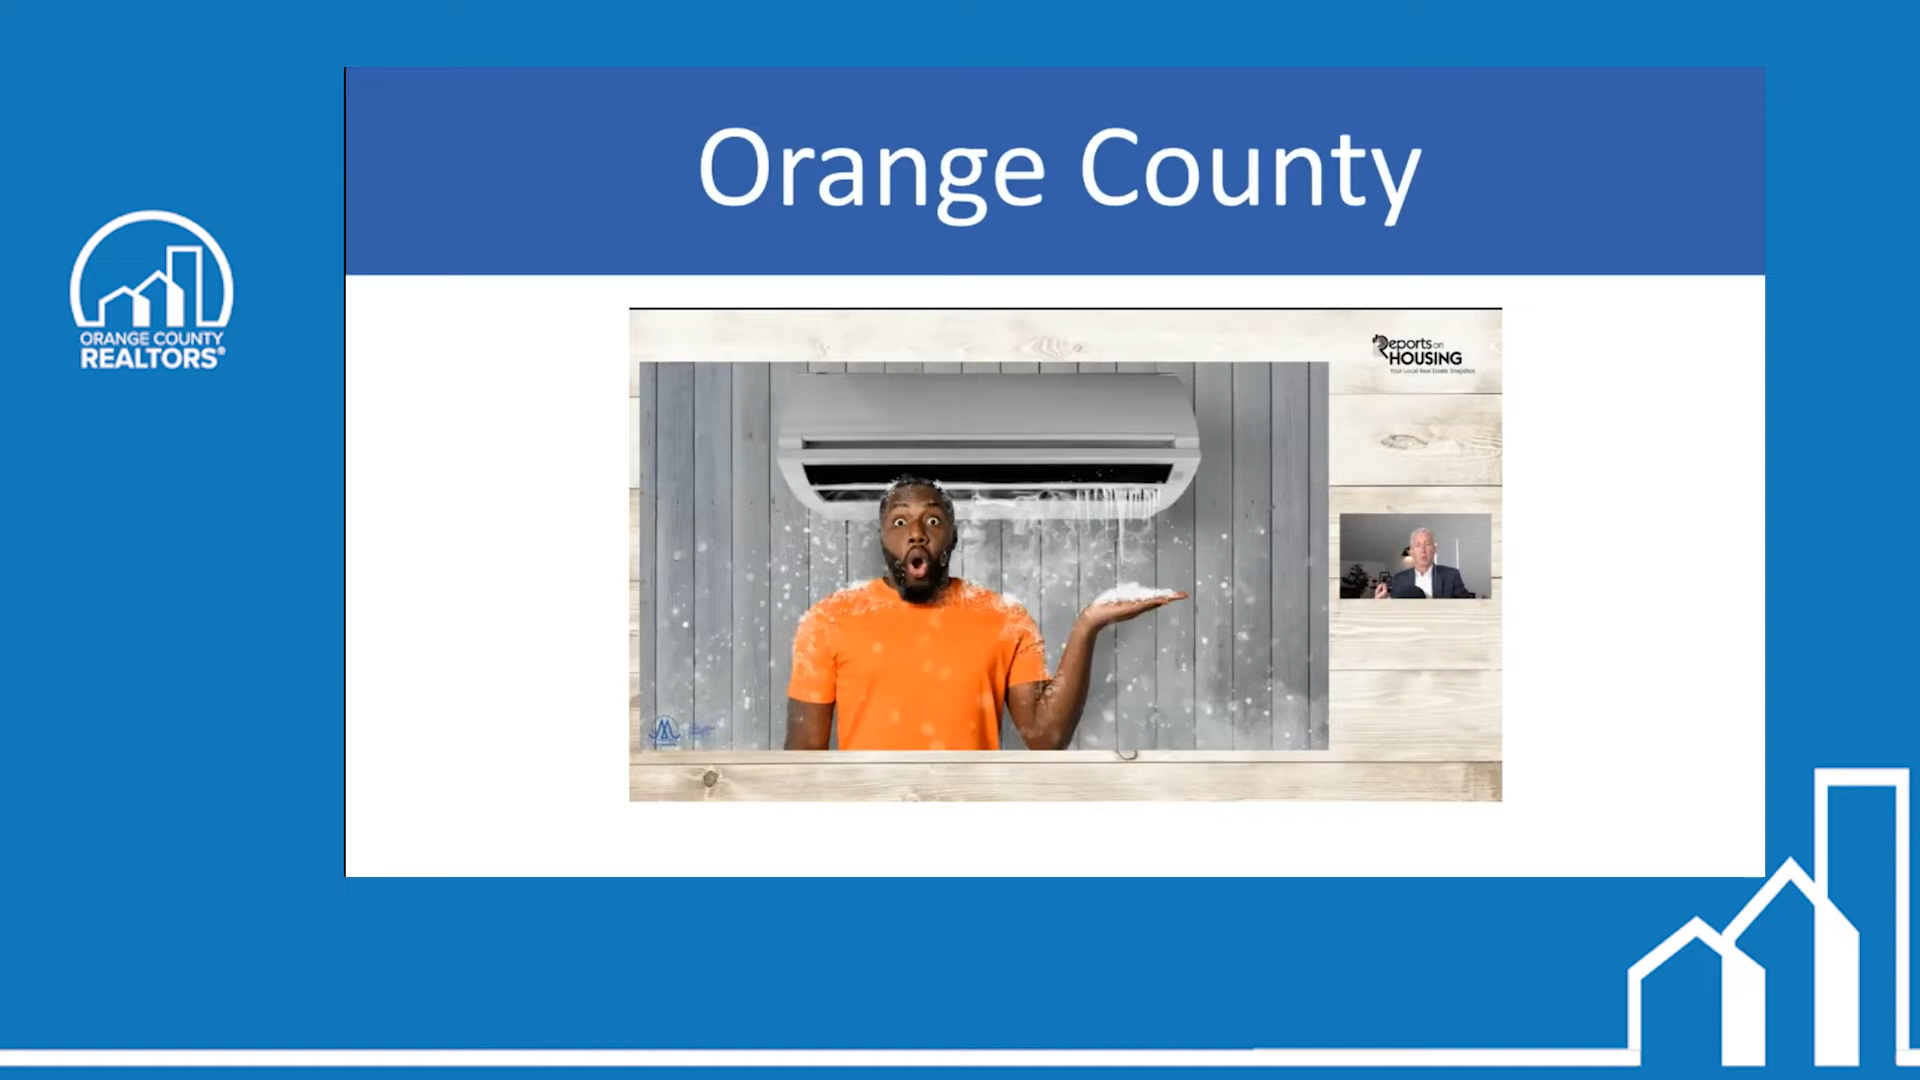 Orange County
ORANGE COUNTY
REALTORS®
Reports on
HOUSING
Your Local Real Estate Snapshot